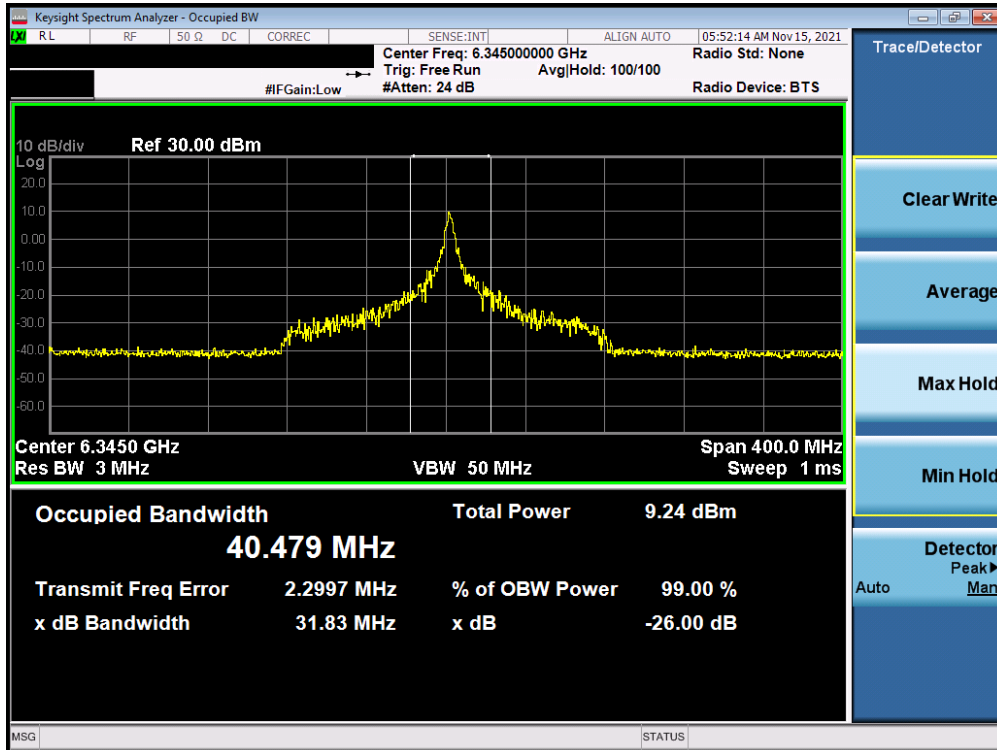 Keysight Spectrum Analyzer - Occupied BW
LXI RL RF 50 Ω DC CORREC SENSE:INT ALIGN AUTO 05:52:14 AM Nov 15, 2021
Center Freq: 6.345000000 GHz Radio Std: None
Trig: Free Run Avg|Hold: 100/100
#IFGain:Low #Atten: 24 dB Radio Device: BTS
Trace/Detector
10 dB/div Ref 30.00 dBm
Log
20.0
10.0
0.00
-10.0
-20.0
-30.0
-40.0
-50.0
-60.0
Center 6.3450 GHz Span 400.0 MHz
Res BW 3 MHz VBW 50 MHz Sweep 1 ms
Occupied Bandwidth Total Power 9.24 dBm
40.479 MHz
Transmit Freq Error 2.2997 MHz % of OBW Power 99.00 %
x dB Bandwidth 31.83 MHz x dB -26.00 dB
Clear Write
Average
Max Hold
Min Hold
Detector
Peak▶
Auto Man
MSG STATUS